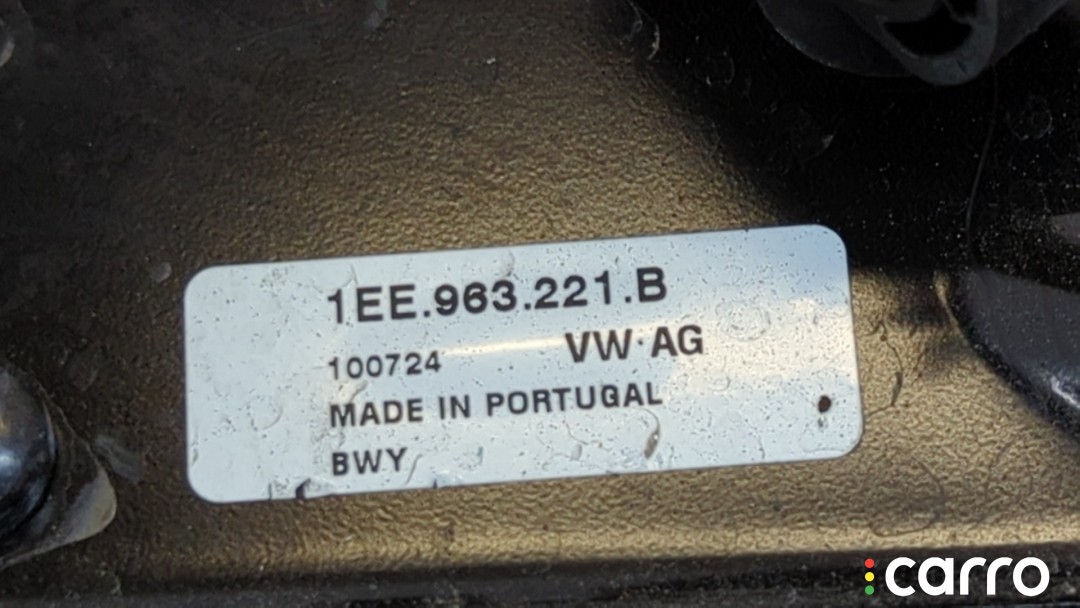 1EE.963.221.B
100724 VW·AG
MADE IN PORTUGAL
BWY
carro